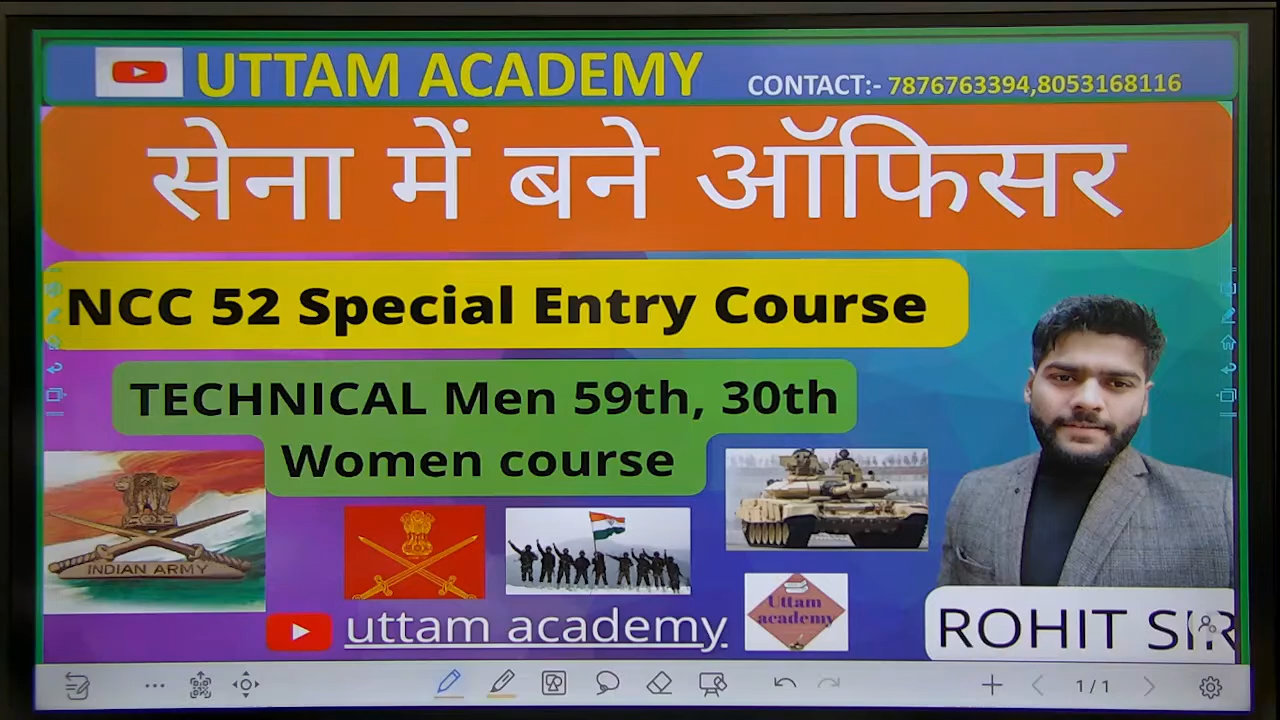 UTTAM ACADEMY
CONTACT:- 7876763394,8053168116
सेना में बने ऑफिसर
NCC 52 Special Entry Course
TECHNICAL Men 59th, 30th
Women course
INDIAN ARMY
Uttam
academy
uttam academy
ROHIT SIR
1/1